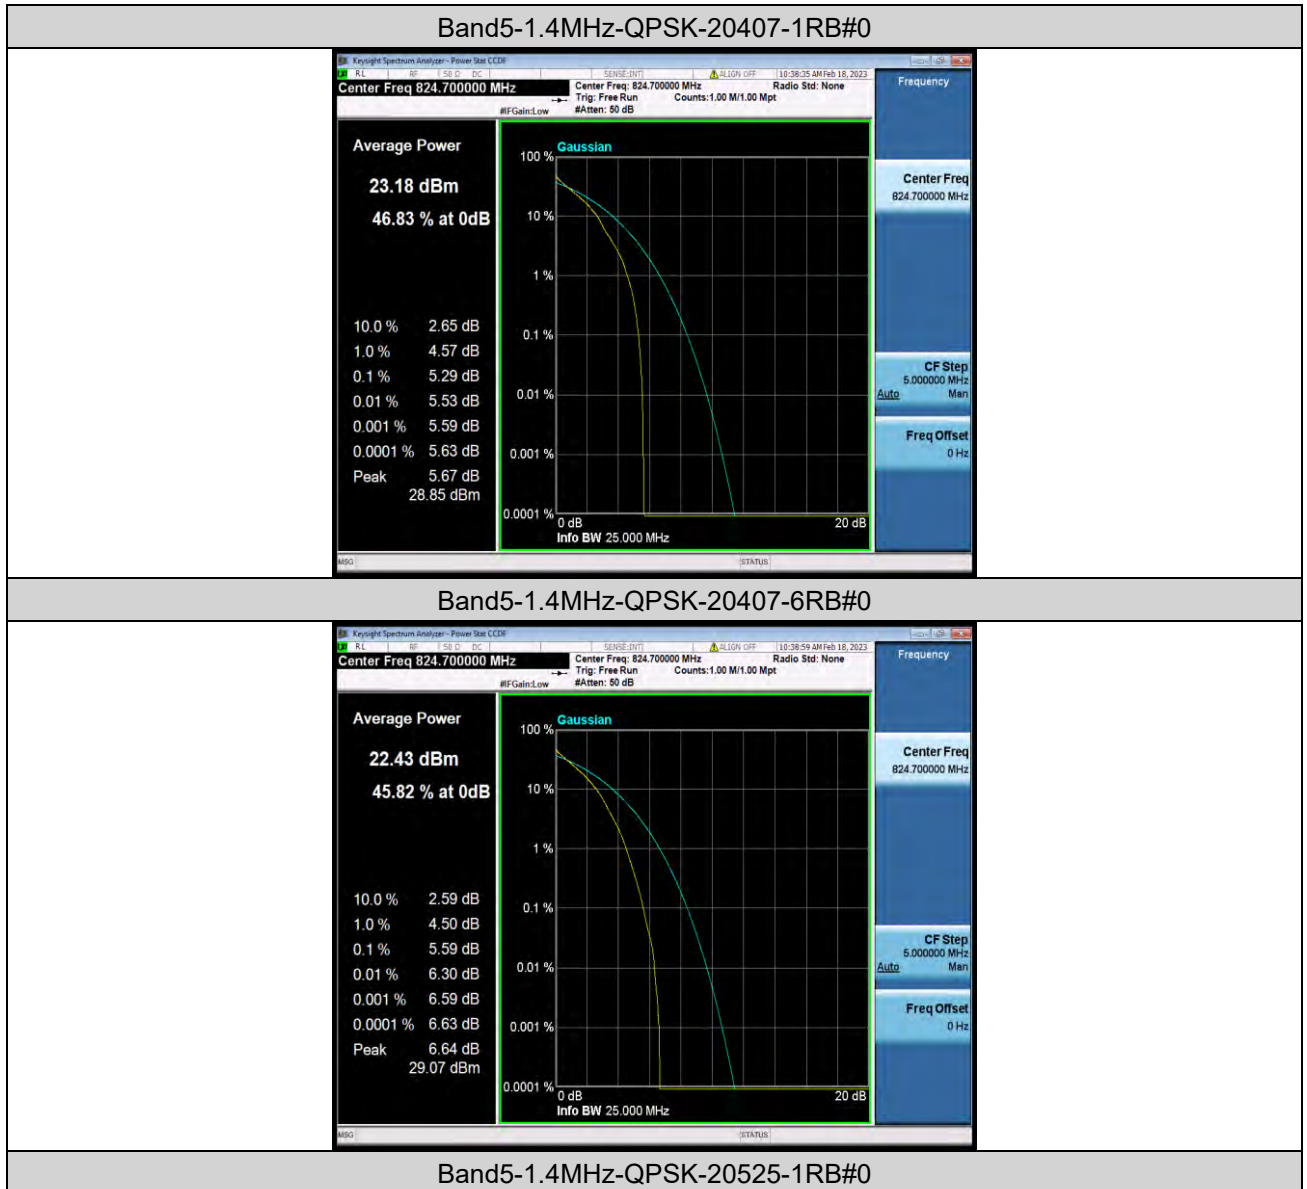 Band5-1.4MHz-QPSK-20407-1RB#0
Keysight Spectrum Analyzer - Power Stat CCDF
RL RF 50 Ω DC SENSE:INT ALIGN OFF 10:38:35 AM Feb 18, 2023
Center Freq 824.700000 MHz Center Freq: 824.700000 MHz Radio Std: None
Trig: Free Run Counts:1.00 M/1.00 Mpt
#IFGain:Low #Atten: 50 dB
Frequency
Average Power
23.18 dBm
46.83 % at 0dB
10.0 % 2.65 dB
1.0 % 4.57 dB
0.1 % 5.29 dB
0.01 % 5.53 dB
0.001 % 5.59 dB
0.0001 % 5.63 dB
Peak 5.67 dB
28.85 dBm
Gaussian
100 %
10 %
1 %
0.1 %
0.01 %
0.001 %
0.0001 %
0 dB 20 dB
Info BW 25.000 MHz
Center Freq
824.700000 MHz
CF Step
5.000000 MHz
Auto Man
Freq Offset
0 Hz
MSG STATUS
Band5-1.4MHz-QPSK-20407-6RB#0
Keysight Spectrum Analyzer - Power Stat CCDF
RL RF 50 Ω DC SENSE:INT ALIGN OFF 10:38:59 AM Feb 18, 2023
Center Freq 824.700000 MHz Center Freq: 824.700000 MHz Radio Std: None
Trig: Free Run Counts:1.00 M/1.00 Mpt
#IFGain:Low #Atten: 50 dB
Frequency
Average Power
22.43 dBm
45.82 % at 0dB
10.0 % 2.59 dB
1.0 % 4.50 dB
0.1 % 5.59 dB
0.01 % 6.30 dB
0.001 % 6.59 dB
0.0001 % 6.63 dB
Peak 6.64 dB
29.07 dBm
Gaussian
100 %
10 %
1 %
0.1 %
0.01 %
0.001 %
0.0001 %
0 dB 20 dB
Info BW 25.000 MHz
Center Freq
824.700000 MHz
CF Step
5.000000 MHz
Auto Man
Freq Offset
0 Hz
MSG STATUS
Band5-1.4MHz-QPSK-20525-1RB#0